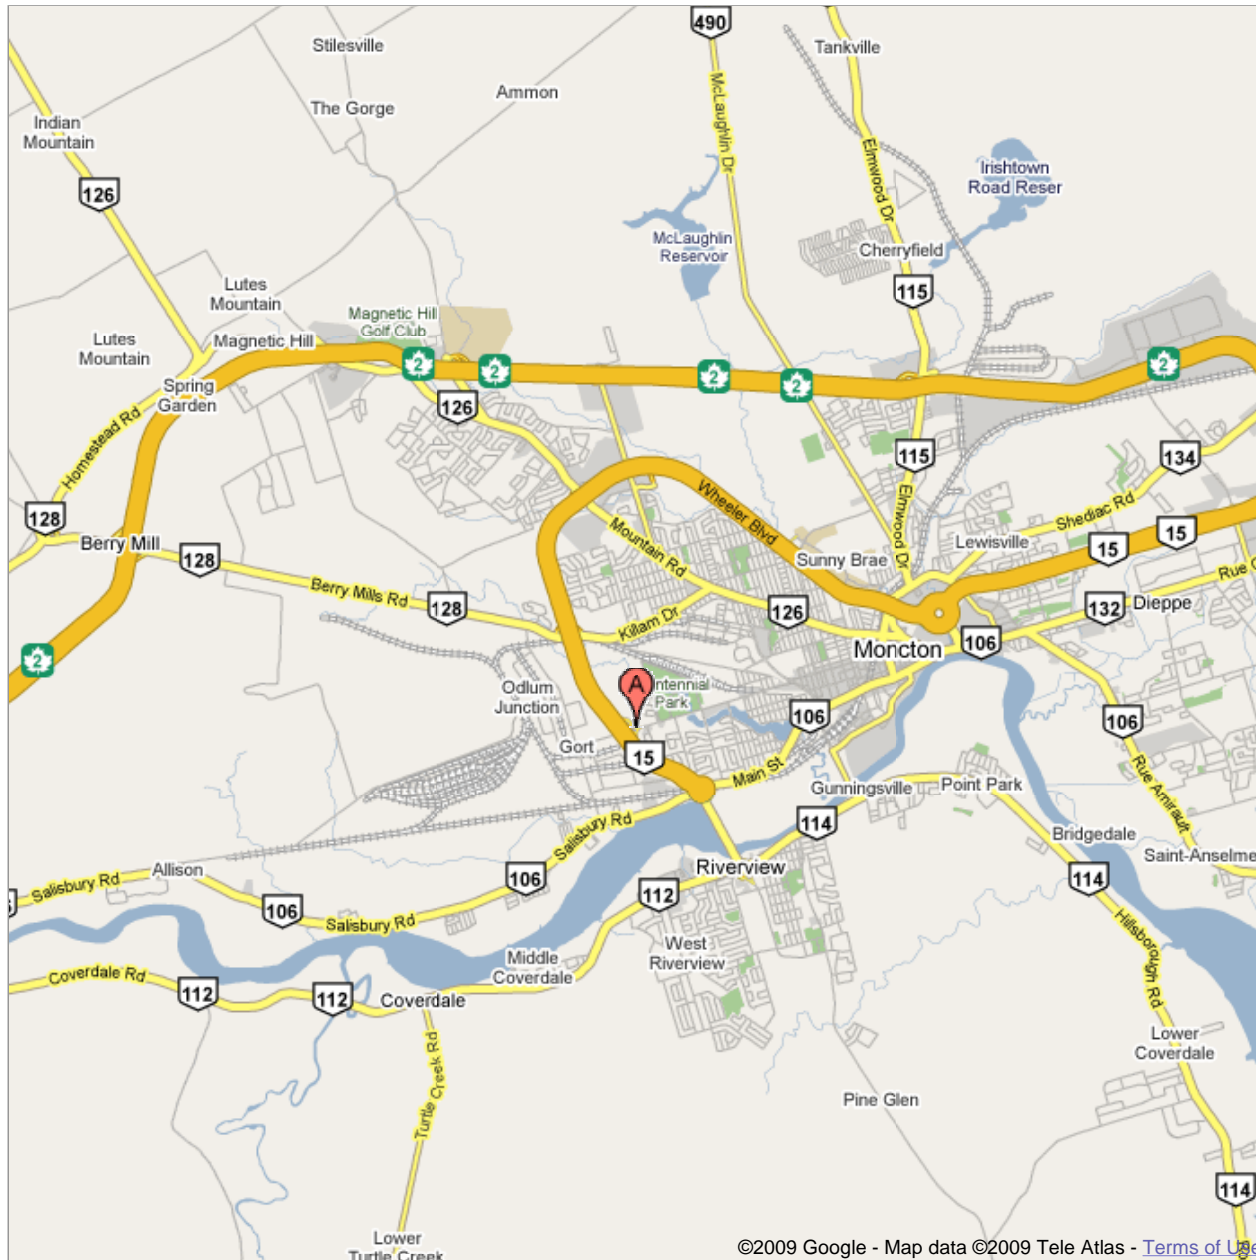 490
Stilesville
Tankville
Ammon
The Gorge
McLaughlin Dr
Indian
Mountain
Elmwood Dr
Irishtown
Road Reser
126
McLaughlin
Reservoir
Cherryfield
Lutes
Mountain
115
Magnetic Hill
Golf Club
Lutes
Mountain
Magnetic Hill
2
2
2
2
2
Spring
Garden
126
Homestead Rd
115
134
Wheeler Blvd
Elmwood Dr
Shediac Rd
128
Mountain Rd
15
15
Berry Mill
128
Sunny Brae
Lewisville
Rue
Berry Mills Rd
128
Killam Dr
126
132
Dieppe
106
Moncton
2
A
ntennial
Park
Odlum
Junction
106
106
Gort
15
Main St
Rue Amirault
Gunningsville
Point Park
114
Salisbury Rd
Bridgedale
Saint-Anselme
Allison
Riverview
106
114
Salisbury Rd
112
106
Salisbury Rd
Hillsborough Rd
West
Riverview
Middle
Coverdale
Coverdale Rd
112
112
Coverdale
Turtle Creek Rd
Lower
Coverdale
Pine Glen
114
Lower
Turtle Creek
©2009 Google - Map data ©2009 Tele Atlas - Terms of Use